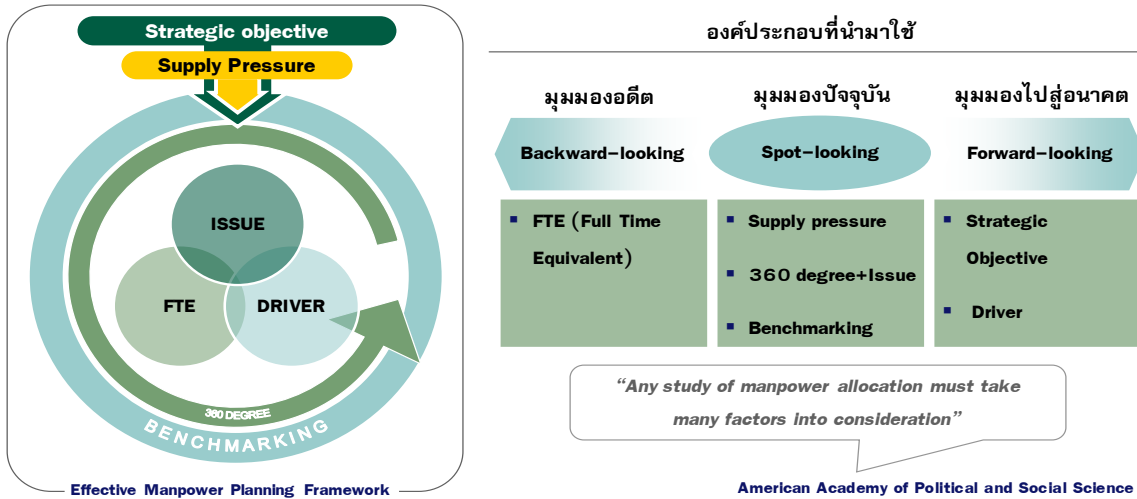 Strategic objective
Supply Pressure
ISSUE
FTE
DRIVER
360 DEGREE
BENCHMARKING
Effective Manpower Planning Framework
องค์ประกอบที่นำมาใช้
มุมมองอดีต
มุมมองปัจจุบัน
มุมมองไปสู่อนาคต
Backward-looking
Spot-looking
Forward-looking
▪ FTE (Full Time
Equivalent)
▪ Supply pressure
▪ 360 degree+Issue
▪ Benchmarking
▪ Strategic
Objective
▪ Driver
“Any study of manpower allocation must take
many factors into consideration”
American Academy of Political and Social Science